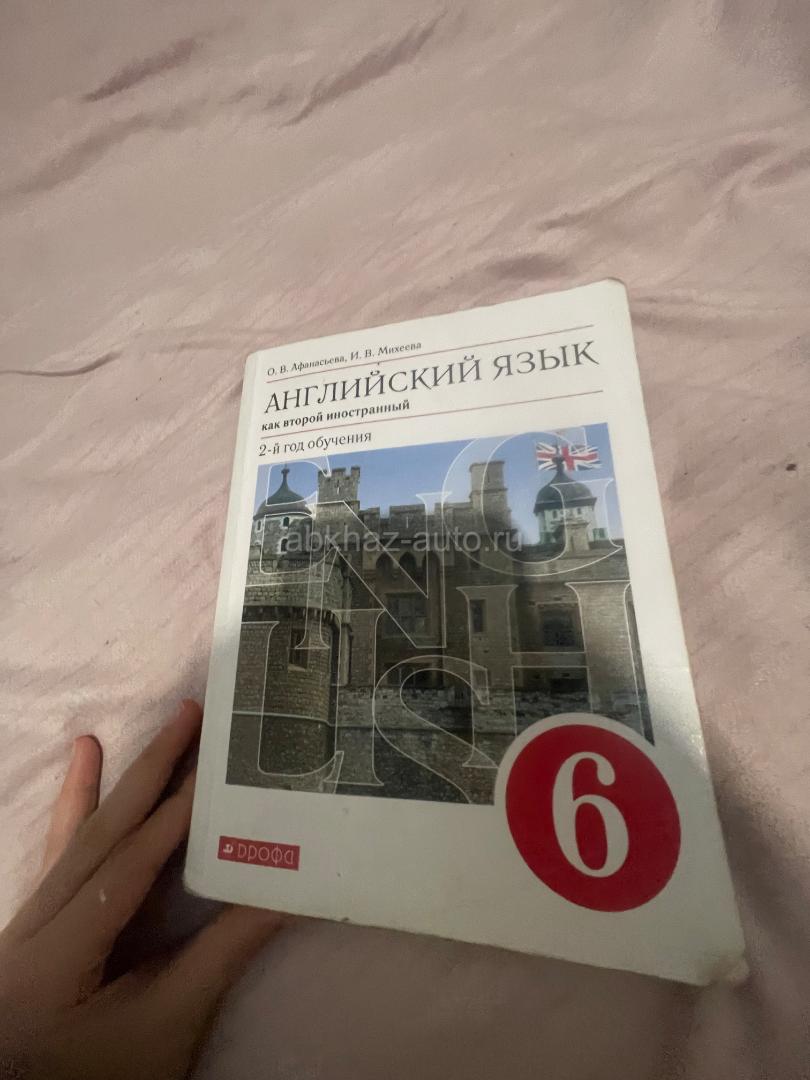 О. В. Афанасьева, И. В. Михеева
АНГЛИЙСКИЙ ЯЗЫК
как второй иностранный
2-й год обучения
ENGLISH
abkhaz-auto.ru
6
дрофа